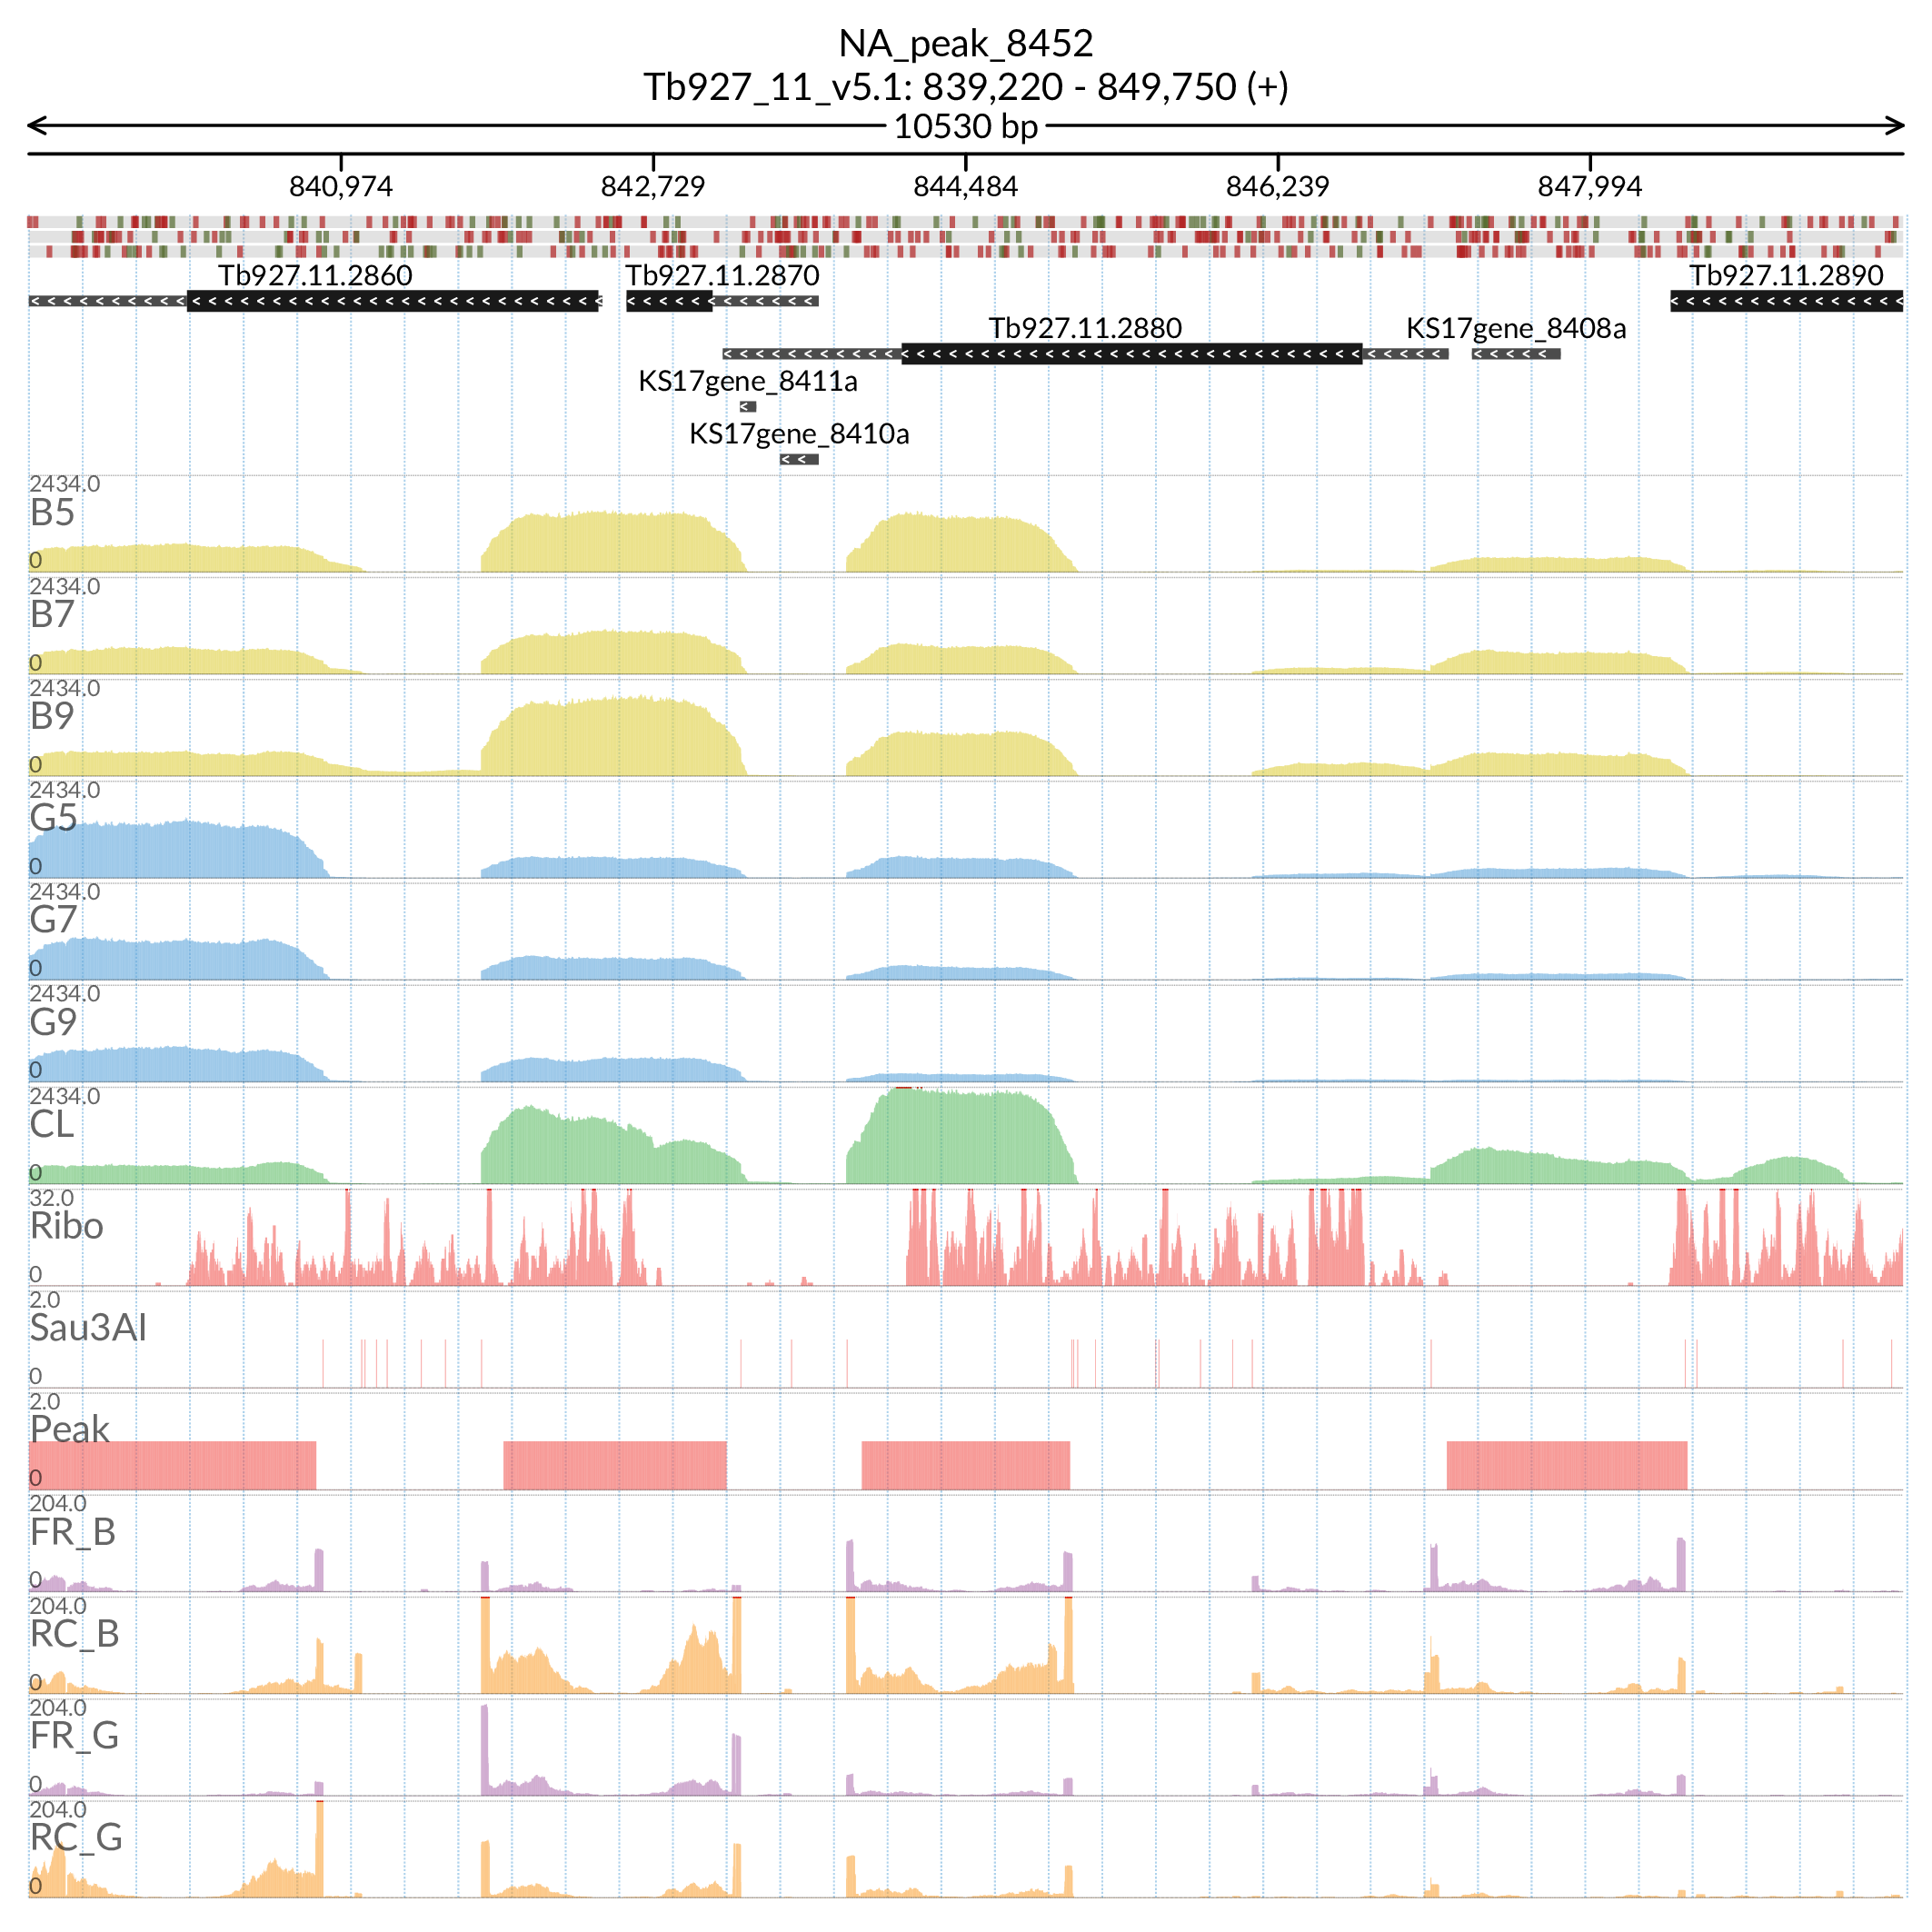 NA_peak_8452
Tb927_11_v5.1: 839,220 - 849,750 (+)
10530 bp
840,974 842,729 844,484 846,239 847,994
Tb927.11.2860 Tb927.11.2870 Tb927.11.2890
Tb927.11.2880 KS17gene_8408a
KS17gene_8411a
KS17gene_8410a
2434.0
B5
0
2434.0
B7
0
2434.0
B9
0
2434.0
G5
0
2434.0
G7
0
2434.0
G9
0
2434.0
CL
0
32.0
Ribo
0
2.0
Sau3AI
0
2.0
Peak
0
204.0
FR_B
0
204.0
RC_B
0
204.0
FR_G
0
204.0
RC_G
0